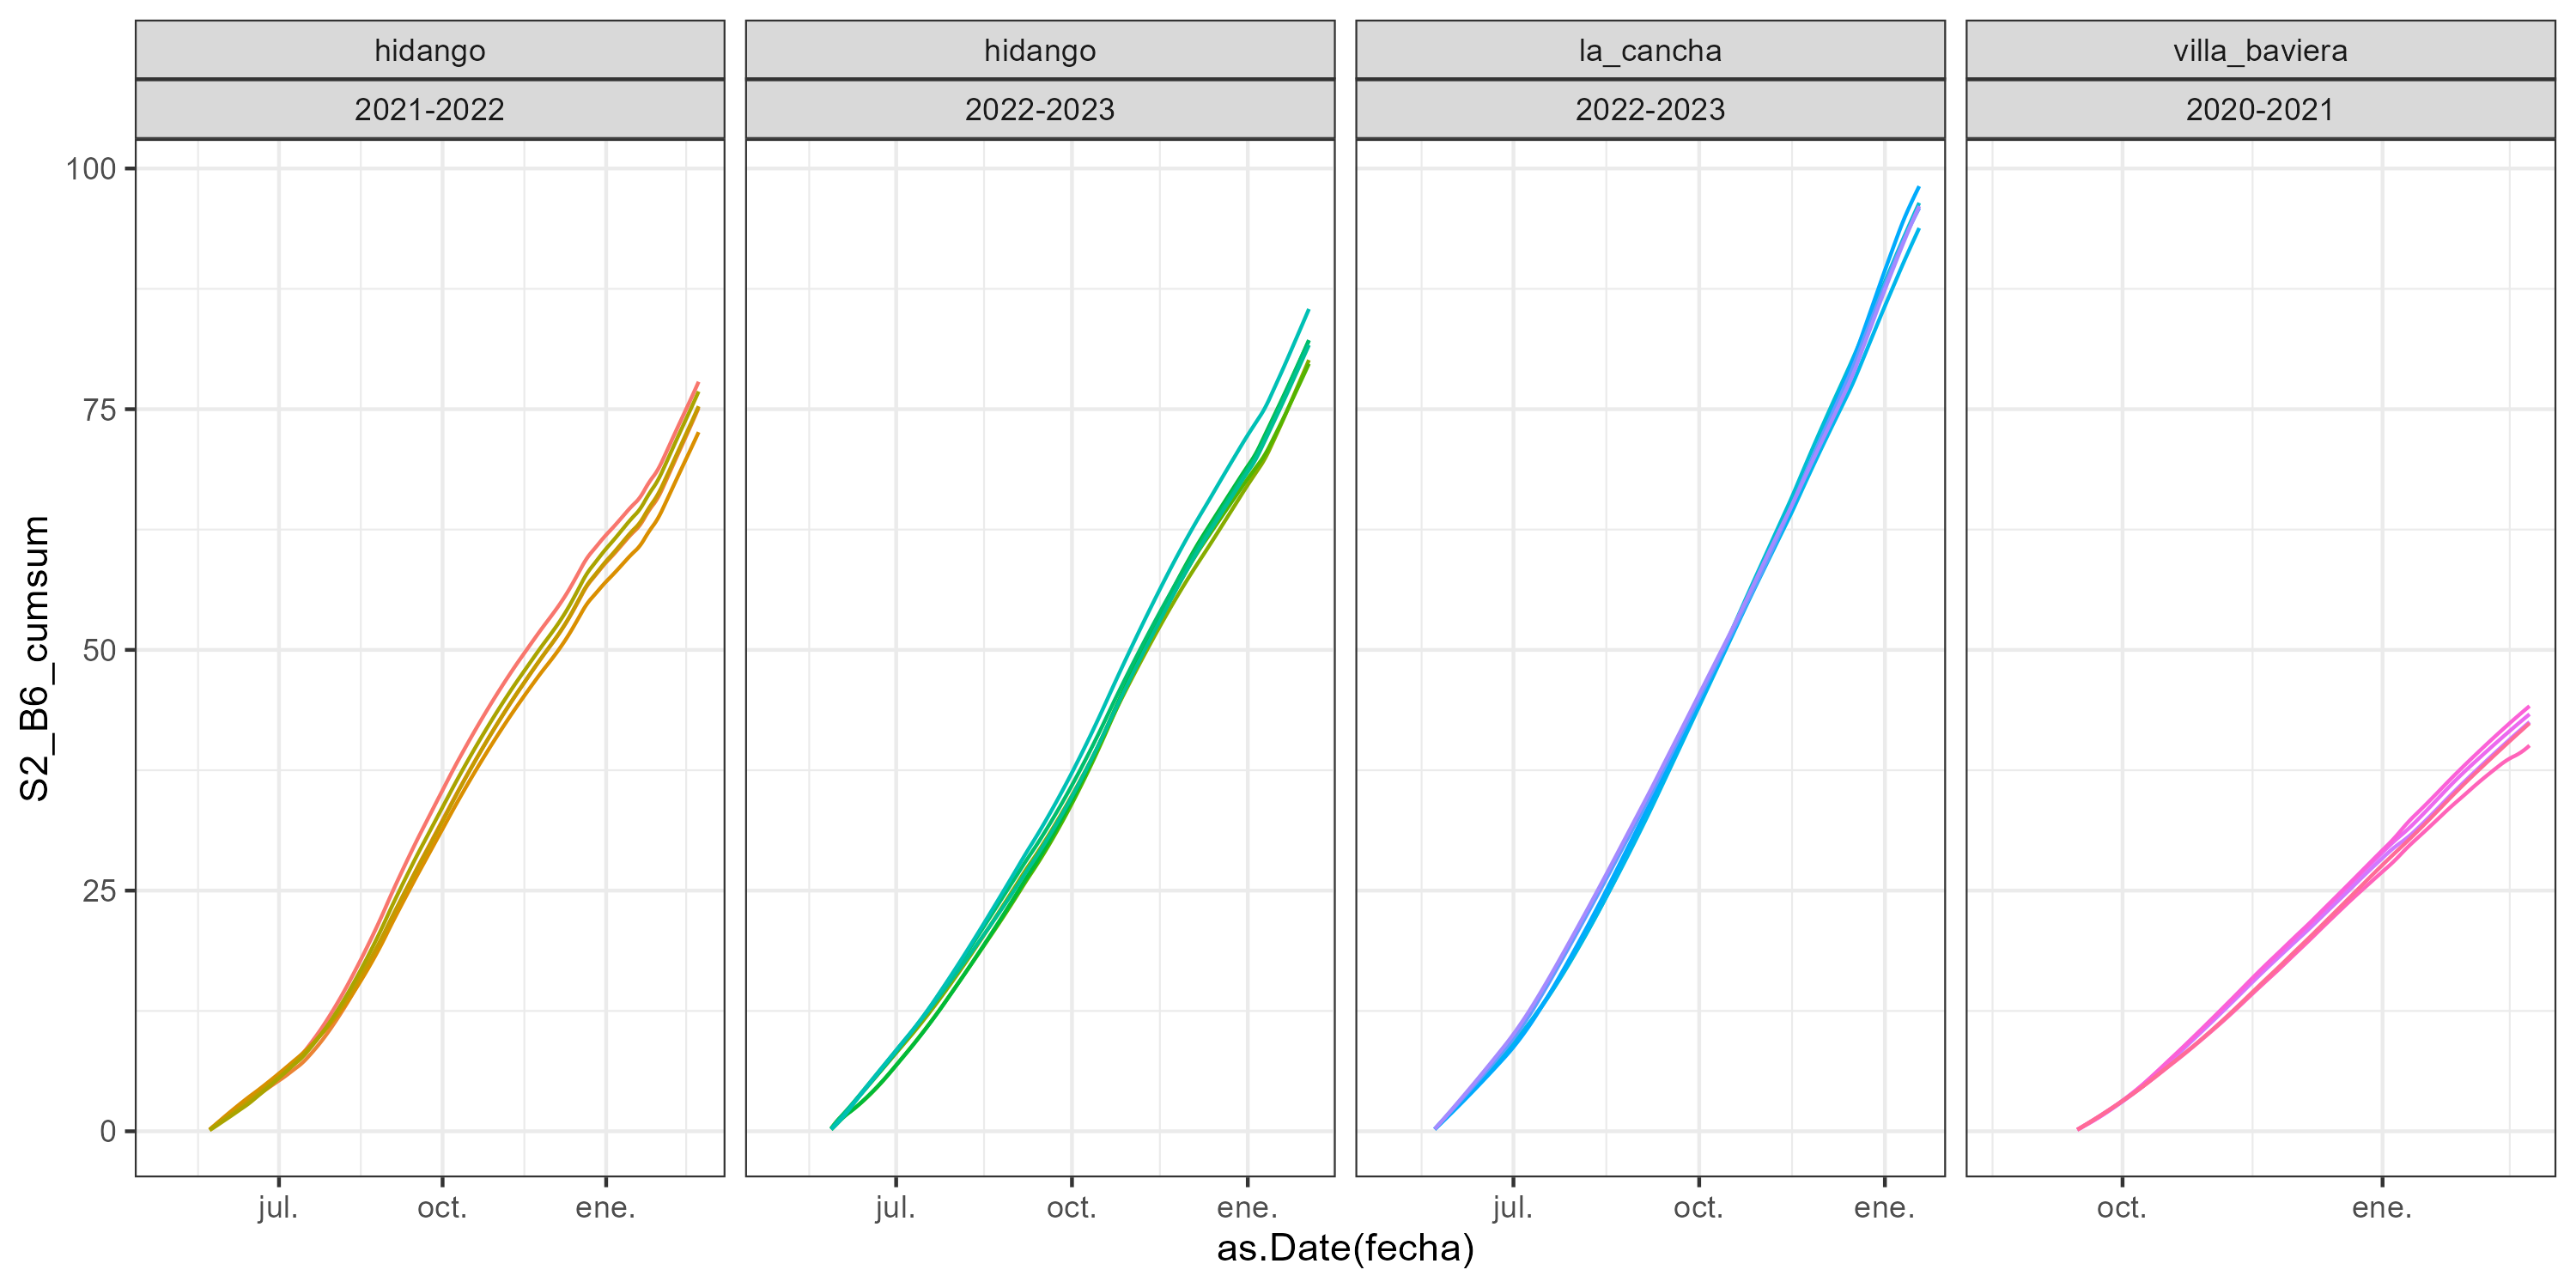 hidango
hidango
la_cancha
villa_baviera
2021-2022
2022-2023
2022-2023
2020-2021
100
75
50
25
0
S2_B6_cumsum
jul.
oct.
ene.
jul.
oct.
ene.
jul.
oct.
ene.
oct.
ene.
as.Date(fecha)